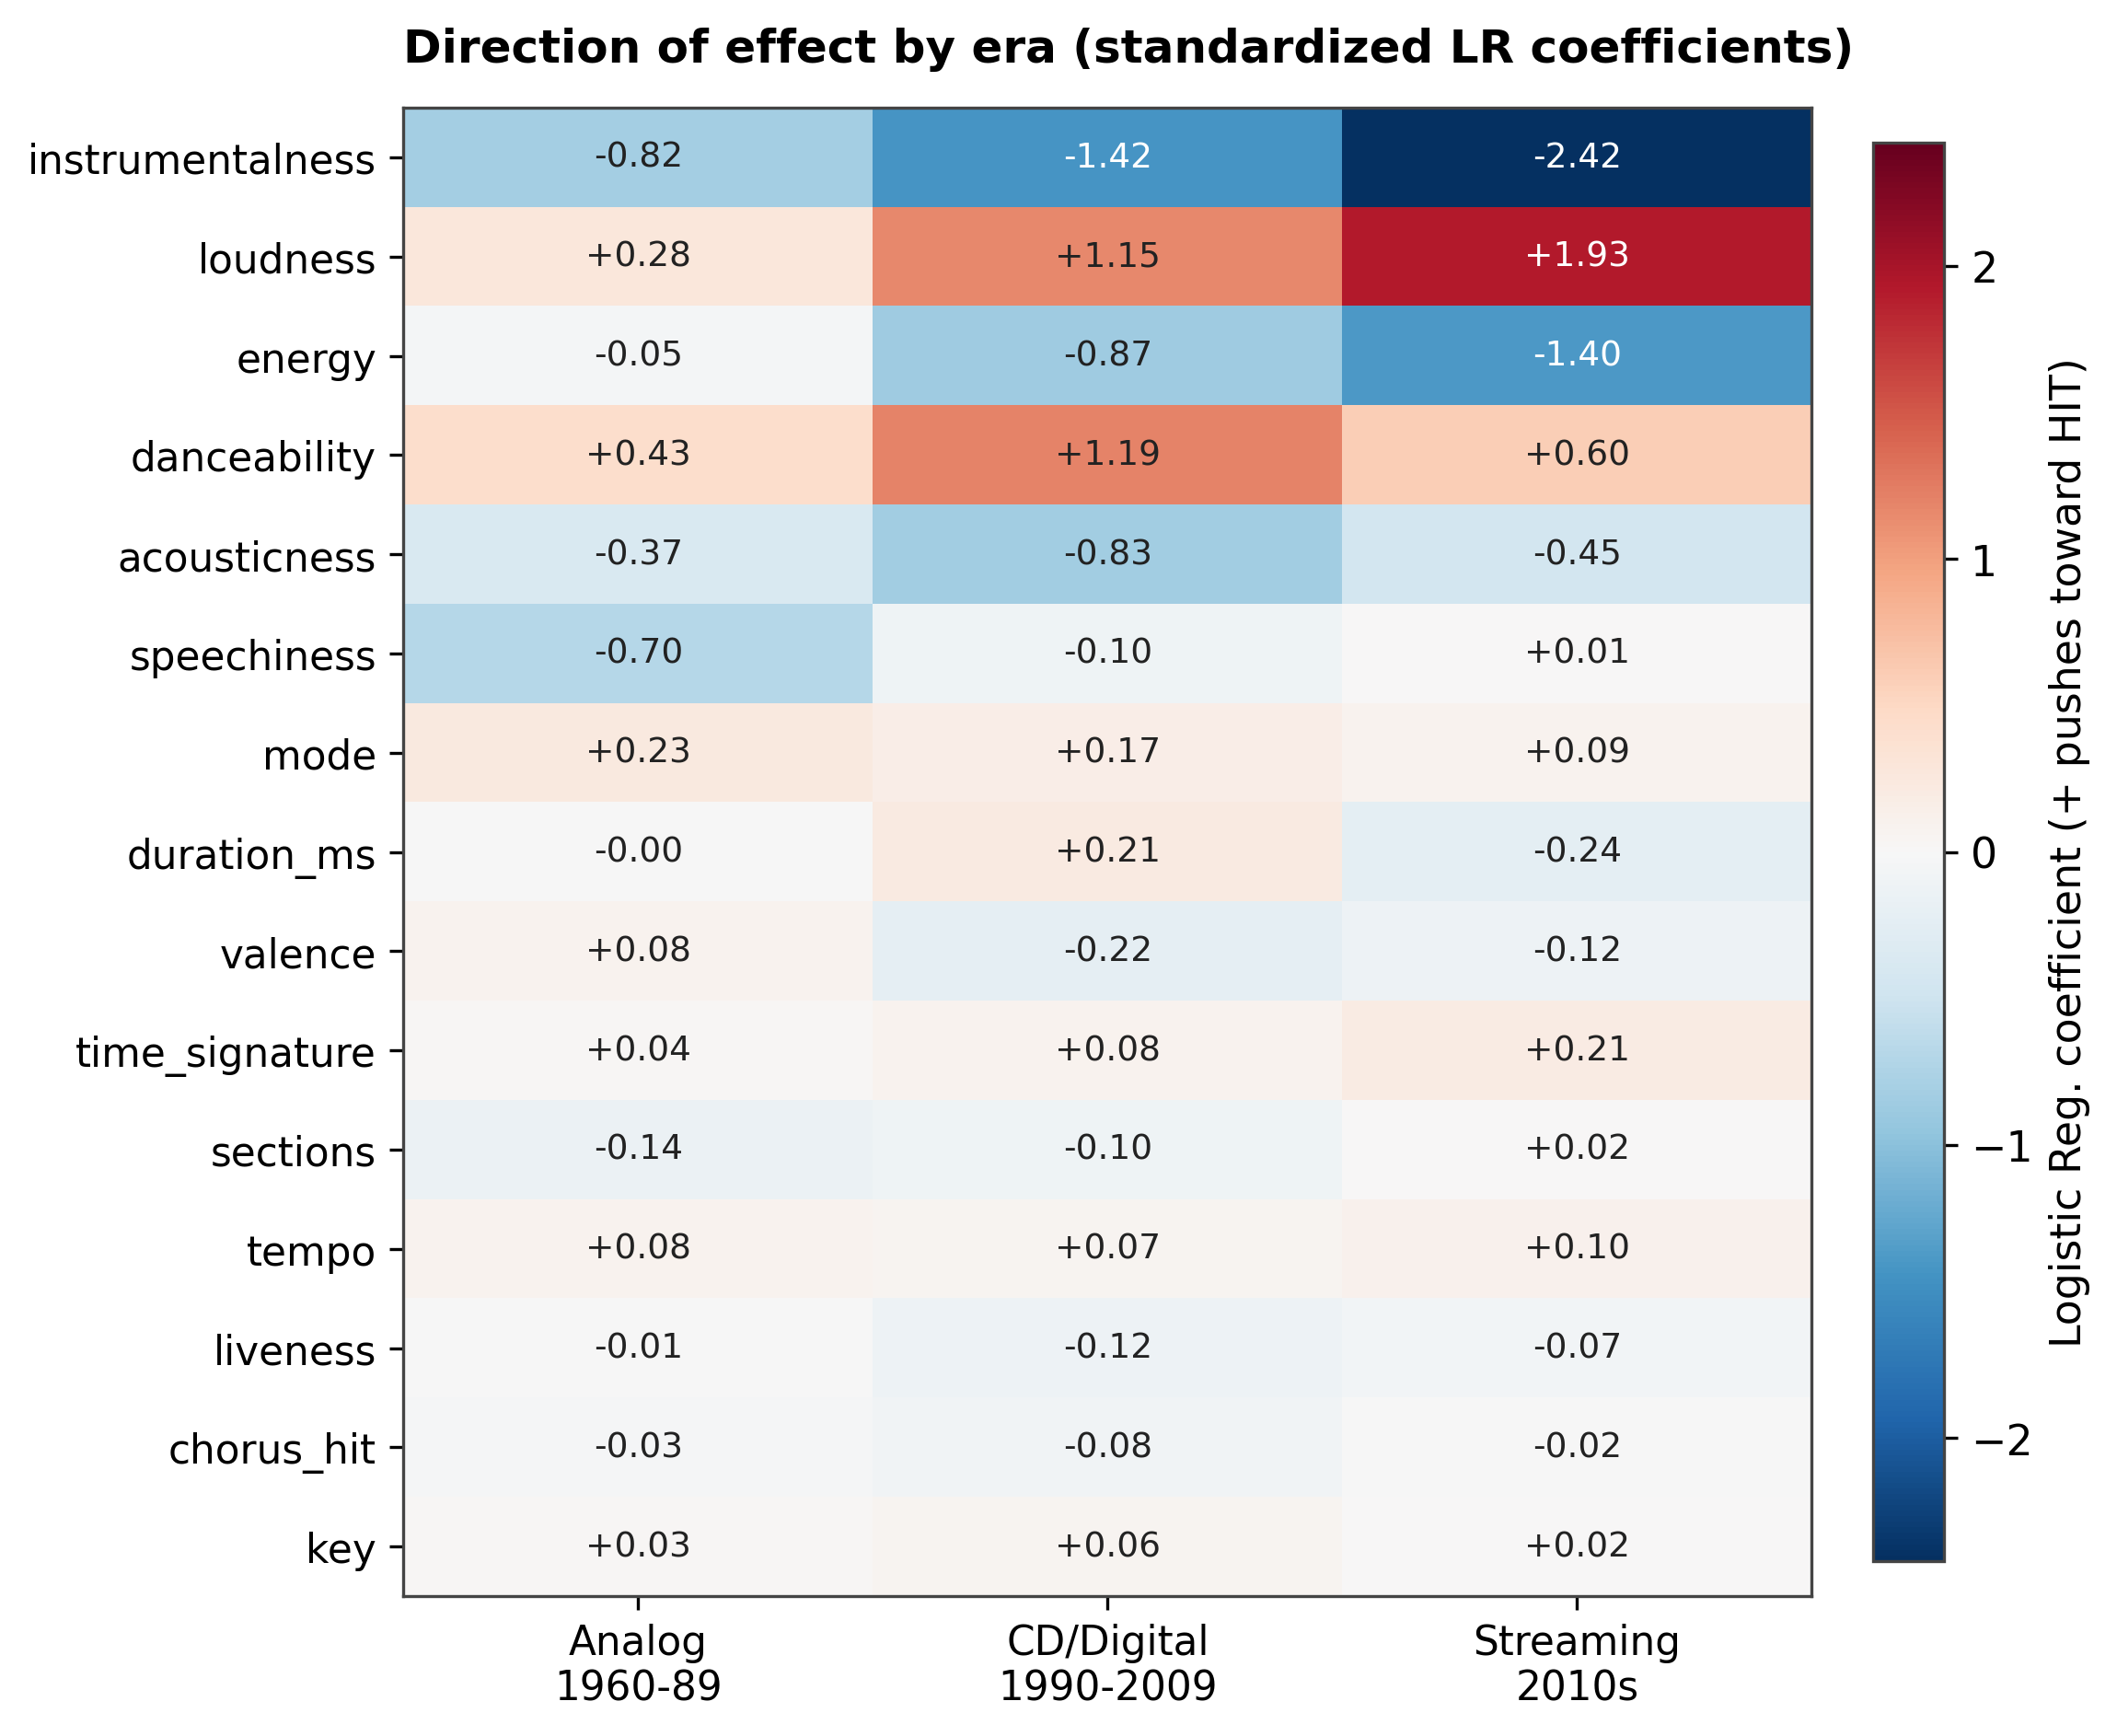 Direction of effect by era (standardized LR coefficients)
instrumentalness -0.82 -1.42 -2.42
loudness +0.28 +1.15 +1.93
energy -0.05 -0.87 -1.40
danceability +0.43 +1.19 +0.60
acousticness -0.37 -0.83 -0.45
speechiness -0.70 -0.10 +0.01
mode +0.23 +0.17 +0.09
duration_ms -0.00 +0.21 -0.24
valence +0.08 -0.22 -0.12
time_signature +0.04 +0.08 +0.21
sections -0.14 -0.10 +0.02
tempo +0.08 +0.07 +0.10
liveness -0.01 -0.12 -0.07
chorus_hit -0.03 -0.08 -0.02
key +0.03 +0.06 +0.02
Analog CD/Digital Streaming
1960-89 1990-2009 2010s
2
1
0
−1
−2
Logistic Reg. coefficient (+ pushes toward HIT)